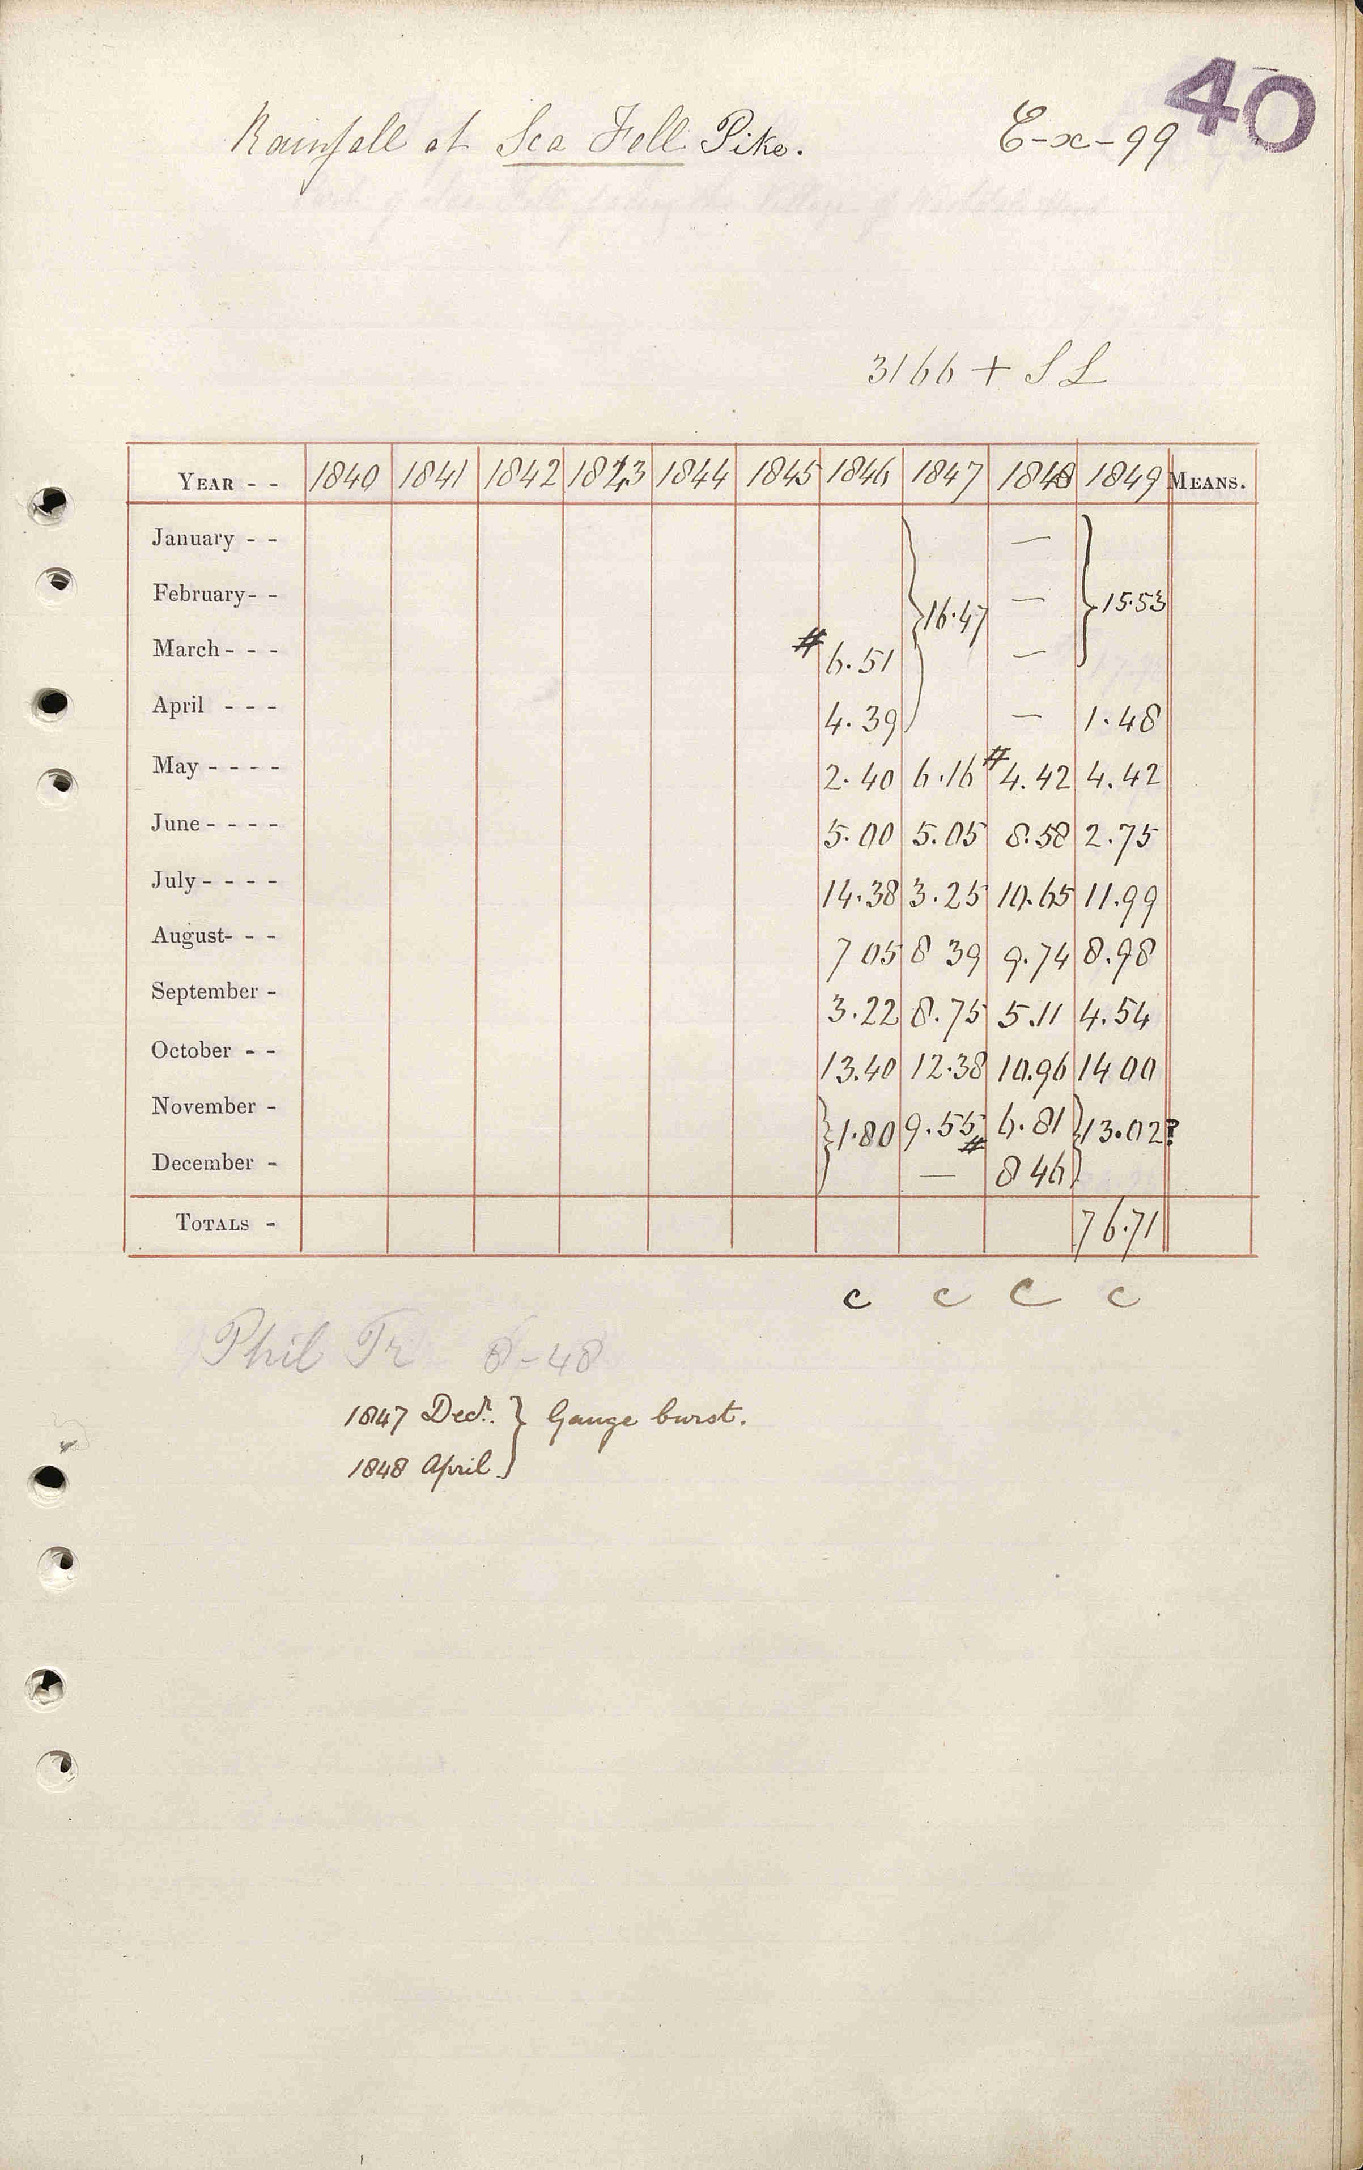 40
Rainfall at Sca Fell Pike. E-x-99
3166 + S L
YEAR - - 1840 1841 1842 1843 1844 1845 1846 1847 1848 1849 MEANS.
January - - —
February - - } 16.47 — } 15.53
March - - - # 6.51 —
April - - - 4.39 — 1.48
May - - - - 2.40 6.16 # 4.42 4.42
June - - - - 5.00 5.05 8.58 2.75
July - - - - 14.38 3.25 10.65 11.99
August - - - 7 05 8 39 9.74 8.98
September - 3.22 8.75 5.11 4.54
October - - 13.40 12.38 10.96 14 00
November - } 1.80 9.55 6.81 } 13.02?
December - # — 8 46
TOTALS - 76.71
c c c c
Phil Tr 8-48
1847 Decr. } Gauge burst.
1848 April